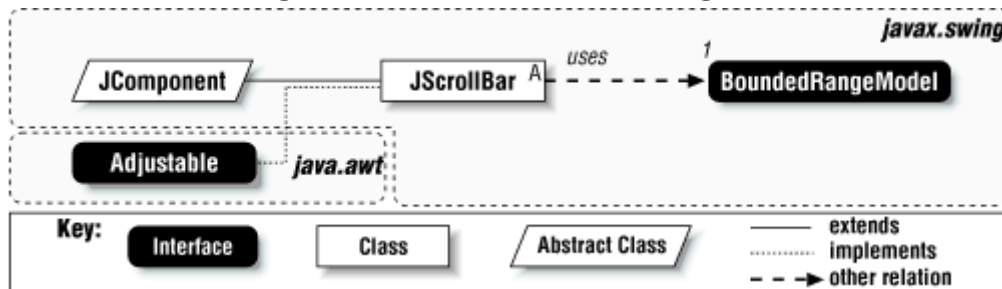 javax.swing
JComponent
JScrollBar A
uses
1
BoundedRangeModel
Adjustable
java.awt
Key:
Interface
Class
Abstract Class
extends
implements
other relation